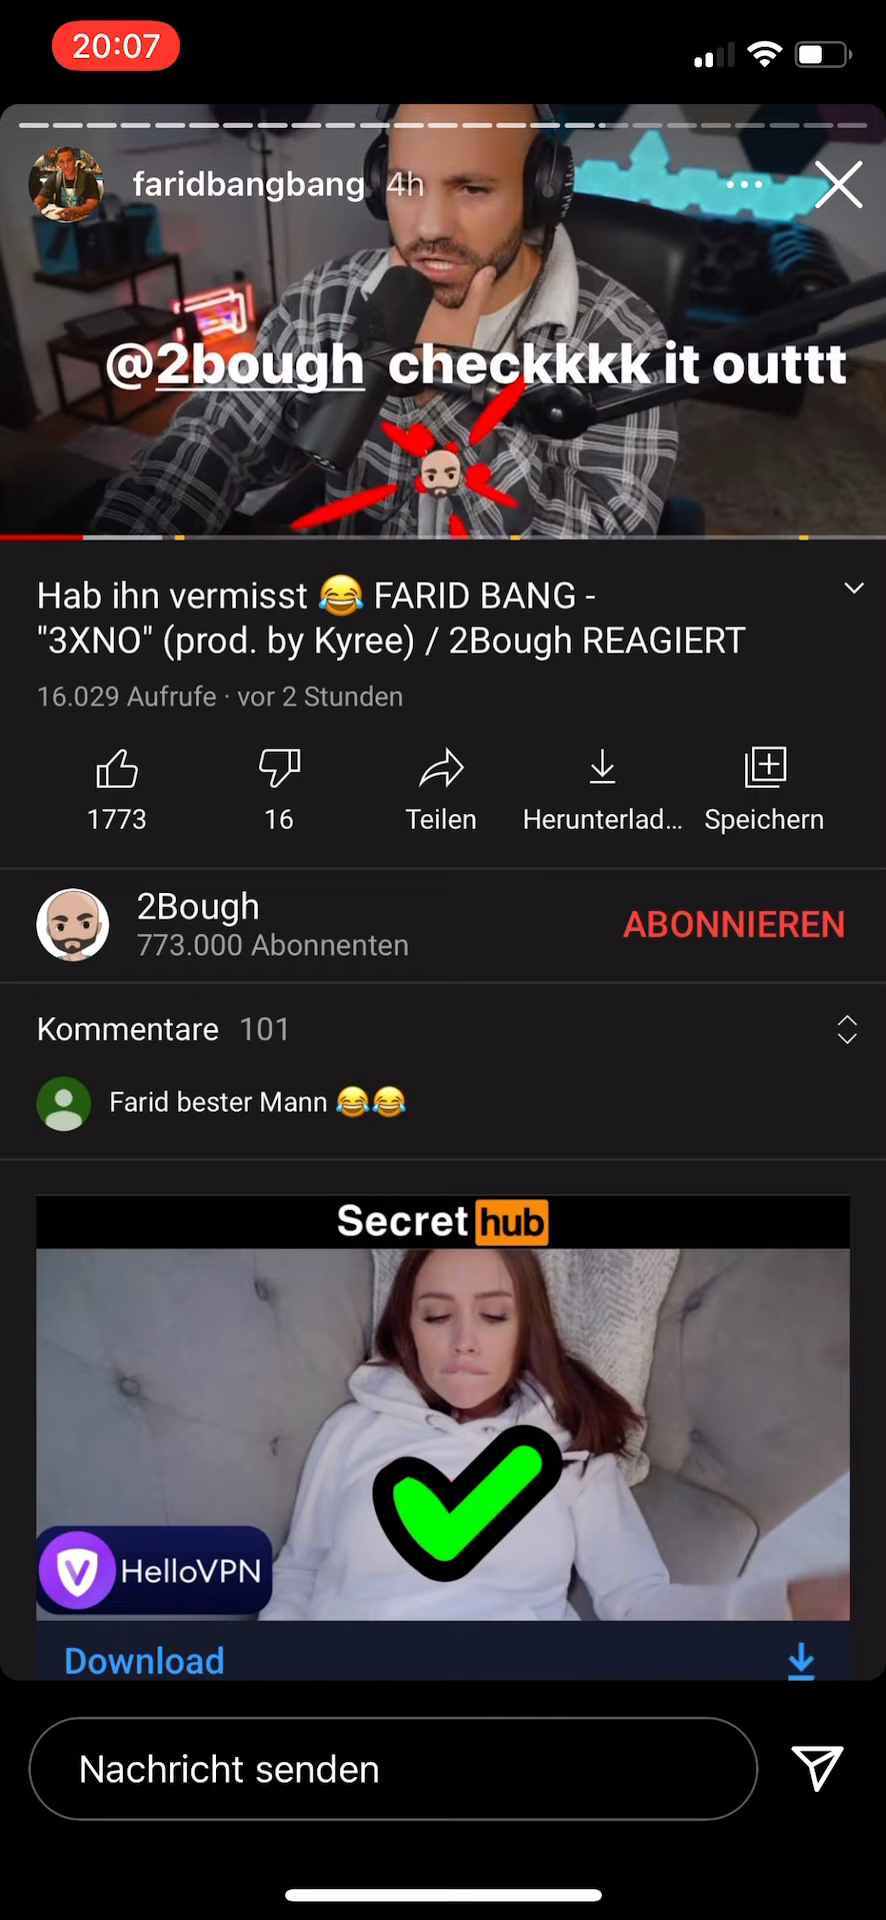 20:07
faridbangbang 4h
@2bough checkkkk it outtt
Hab ihn vermisst 😂 FARID BANG -
"3XNO" (prod. by Kyree) / 2Bough REAGIERT
16.029 Aufrufe · vor 2 Stunden
1773 16 Teilen Herunterlad... Speichern
2Bough
773.000 Abonnenten
ABONNIEREN
Kommentare 101
Farid bester Mann 😂😂
Secret hub
HelloVPN
Download
Nachricht senden